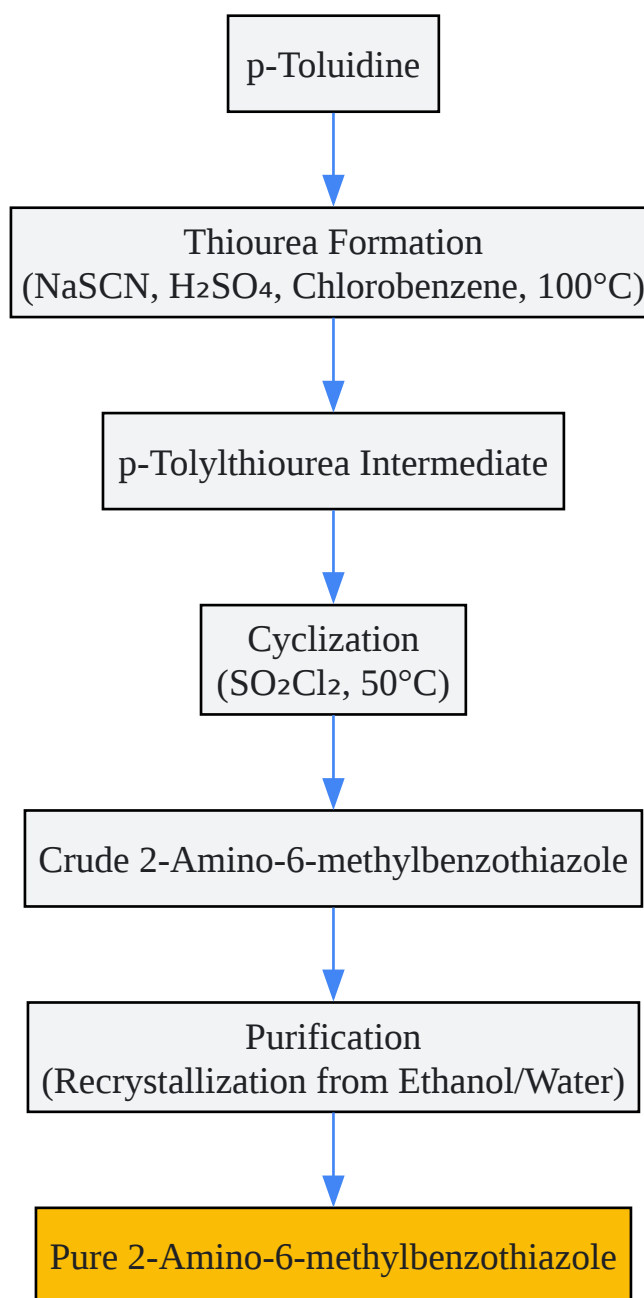 p-Toluidine
Thiourea Formation
(NaSCN, H₂SO₄, Chlorobenzene, 100°C)
p-Tolylthiourea Intermediate
Cyclization
(SO₂Cl₂, 50°C)
Crude 2-Amino-6-methylbenzothiazole
Purification
(Recrystallization from Ethanol/Water)
Pure 2-Amino-6-methylbenzothiazole